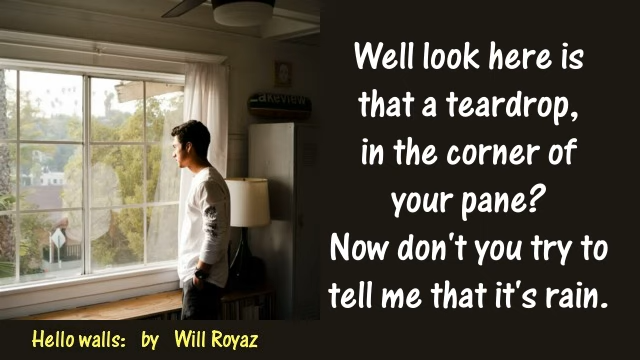 Lakeview
Well look here is
that a teardrop,
in the corner of
your pane?
Now don't you try to
tell me that it's rain.
Hello walls: by Will Royaz